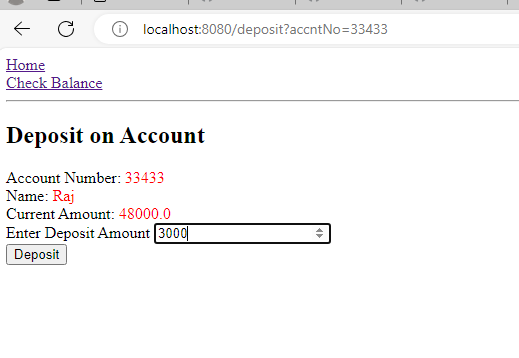 localhost:8080/deposit?accntNo=33433
Home
Check Balance
Deposit on Account
Account Number: 33433
Name: Raj
Current Amount: 48000.0
Enter Deposit Amount 3000
Deposit